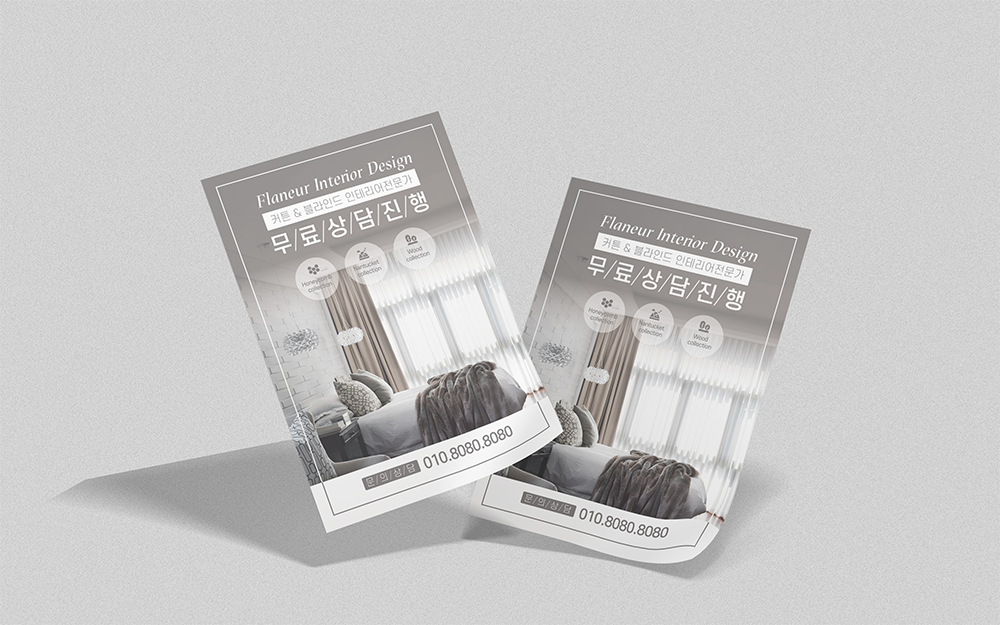 Flaneur Interior Design
커튼 & 블라인드 인테리어전문가
무/료/상/담/진/행
Honeycomb
collection
Nantucket
collection
Wood
collection
문/의/상/담 010.8080.8080
Flaneur Interior Design
커튼 & 블라인드 인테리어전문가
무/료/상/담/진/행
Honeycomb
collection
Nantucket
collection
Wood
collection
문/의/상/담 010.8080.8080